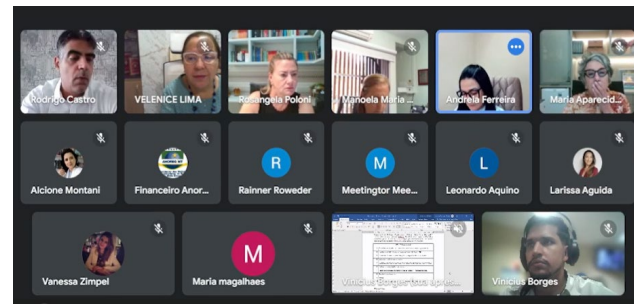 Rodrigo Castro
VELENICE LIMA
Rosangela Poloni
Manoela Maria ...
Andreia Ferreira
Maria Aparecid...
Alcione Montani
Financeiro Anor...
R
Rainner Roweder
M
Meetingtor Mee...
L
Leonardo Aquino
Larissa Aguida
Vanessa Zimpel
M
Maria magalhaes
Vinicius Borges